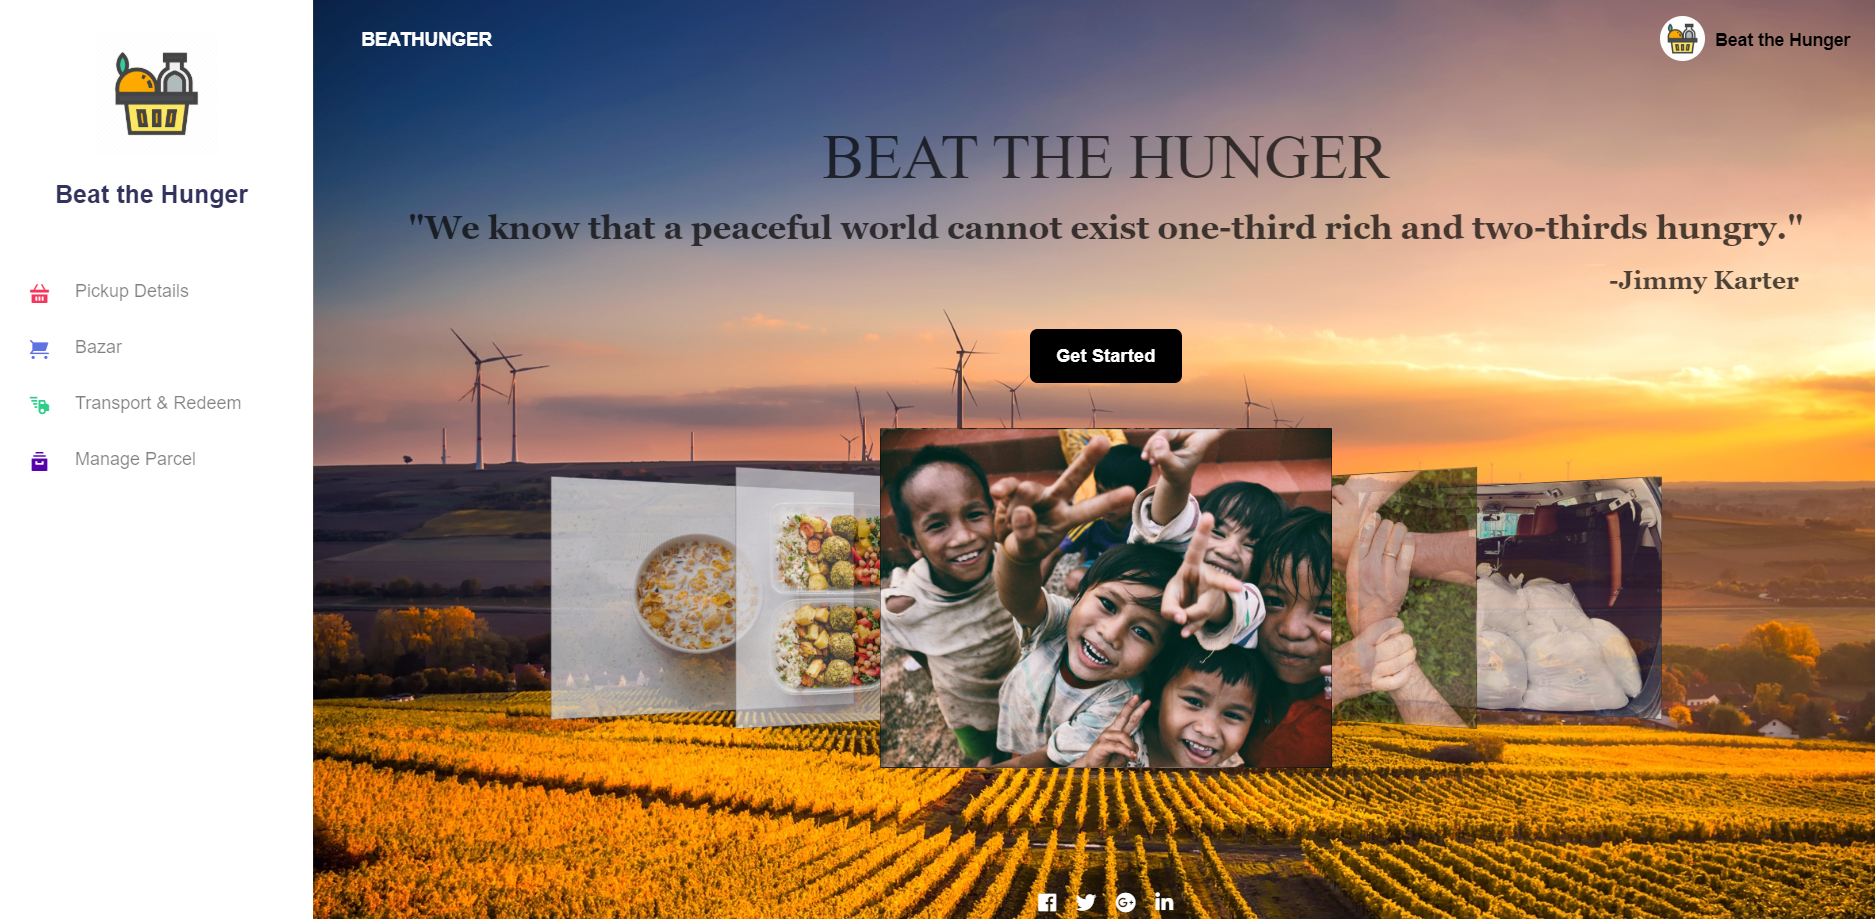 Beat the Hunger
Pickup Details
Bazar
Transport & Redeem
Manage Parcel
BEATHUNGER
Beat the Hunger
BEAT THE HUNGER
"We know that a peaceful world cannot exist one-third rich and two-thirds hungry."
-Jimmy Karter
Get Started